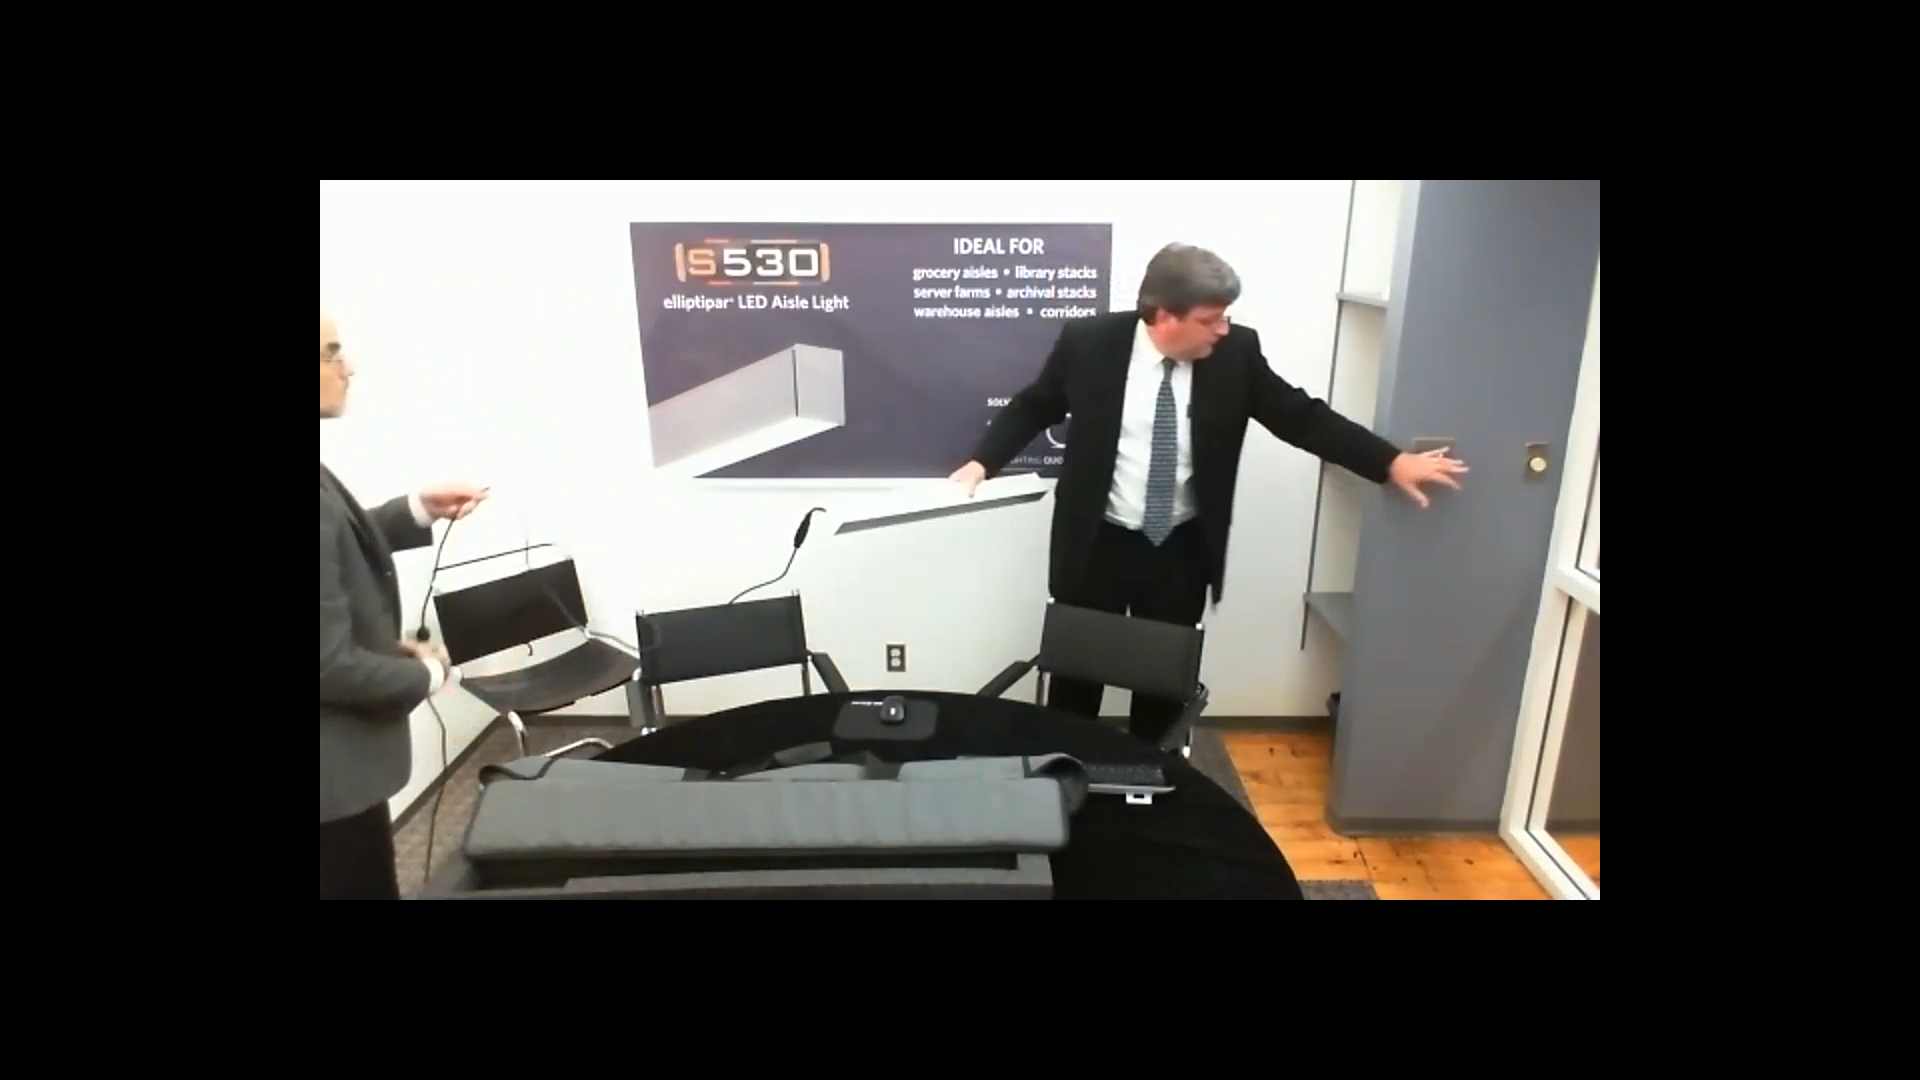 S530
elliptipar® LED Aisle Light
IDEAL FOR
grocery aisles • library stacks
server farms • archival stacks
warehouse aisles • corridors